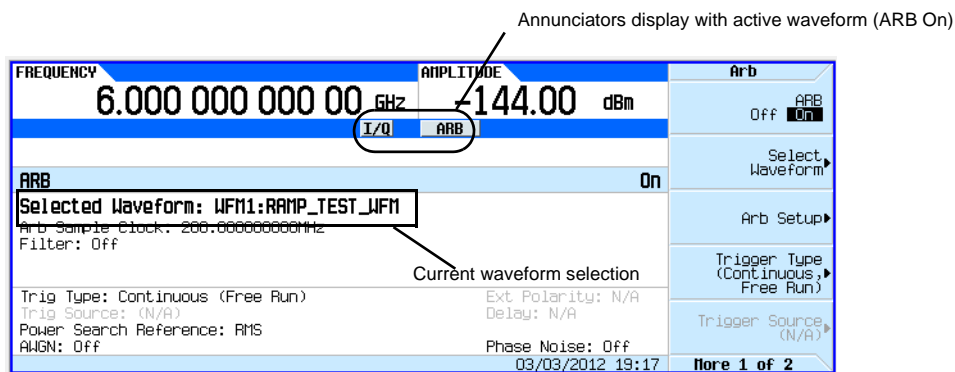 Annunciators display with active waveform (ARB On)
FREQUENCY AMPLITUDE
6.000 000 000 00 GHz -144.00 dBm
I/Q ARB
ARB On
Selected Waveform: WFM1:RAMP_TEST_WFM
Arb Sample Clock: 200.000000000MHz
Filter: Off
Current waveform selection
Trig Type: Continuous (Free Run) Ext Polarity: N/A
Trig Source: (N/A) Delay: N/A
Power Search Reference: RMS
AWGN: Off Phase Noise: Off
03/03/2012 19:17
Arb
ARB
Off On
Select
Waveform
Arb Setup
Trigger Type
(Continuous,
Free Run)
Trigger Source
(N/A)
More 1 of 2